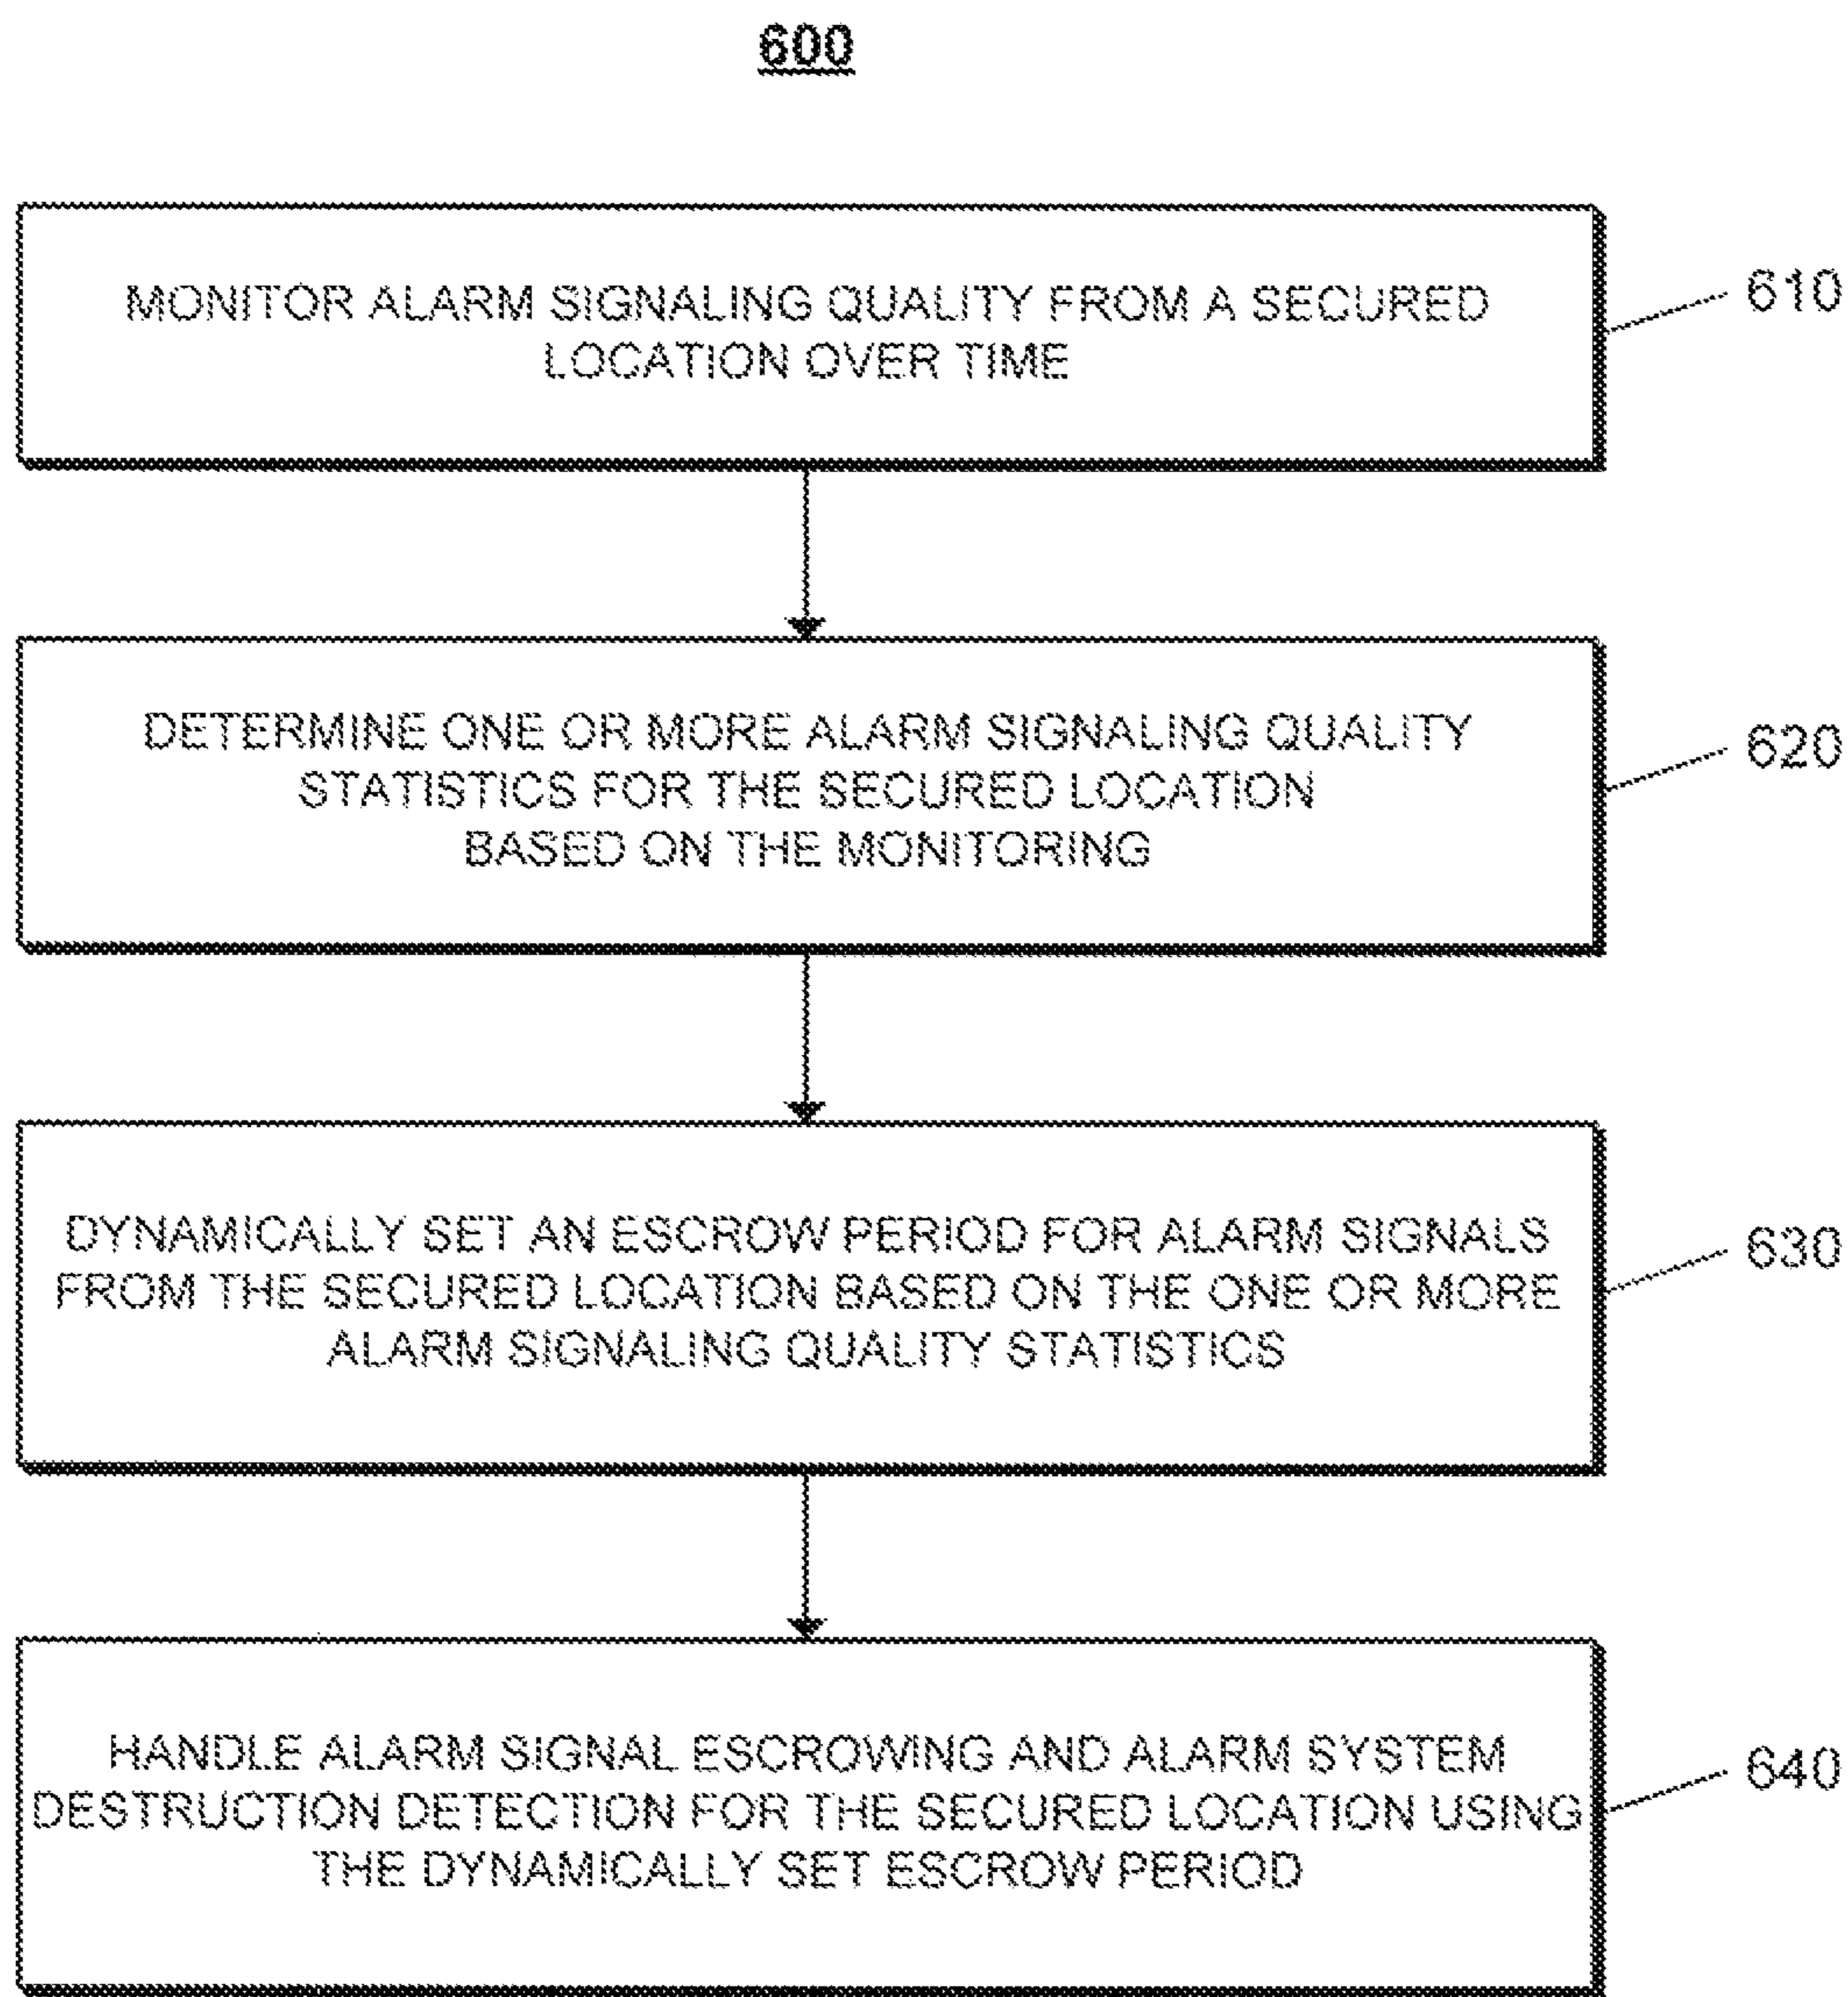 600
MONITOR ALARM SIGNALING QUALITY FROM A SECURED
LOCATION OVER TIME
610
DETERMINE ONE OR MORE ALARM SIGNALING QUALITY
STATISTICS FOR THE SECURED LOCATION
BASED ON THE MONITORING
620
DYNAMICALLY SET AN ESCROW PERIOD FOR ALARM SIGNALS
FROM THE SECURED LOCATION BASED ON THE ONE OR MORE
ALARM SIGNALING QUALITY STATISTICS
630
HANDLE ALARM SIGNAL ESCROWING AND ALARM SYSTEM
DESTRUCTION DETECTION FOR THE SECURED LOCATION USING
THE DYNAMICALLY SET ESCROW PERIOD
640